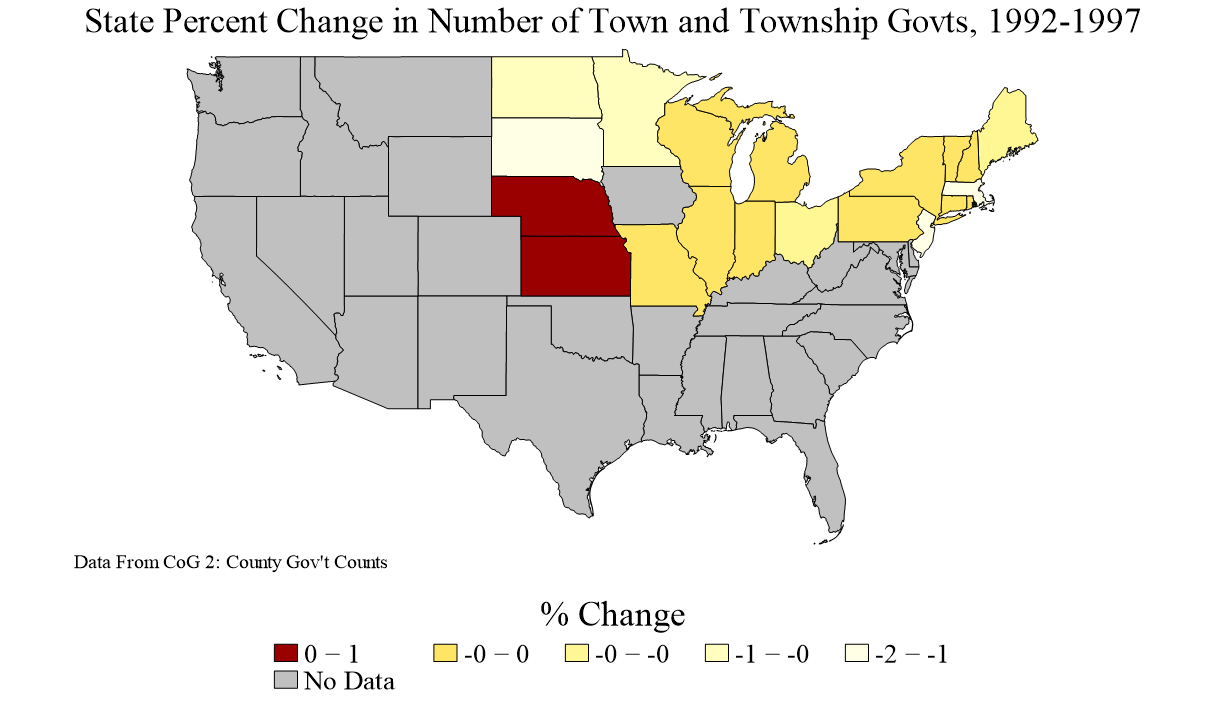 State Percent Change in Number of Town and Township Govts, 1992-1997
Data From CoG 2: County Gov't Counts
% Change
0 − 1 -0 − 0 -0 − -0 -1 − -0 -2 − -1
No Data